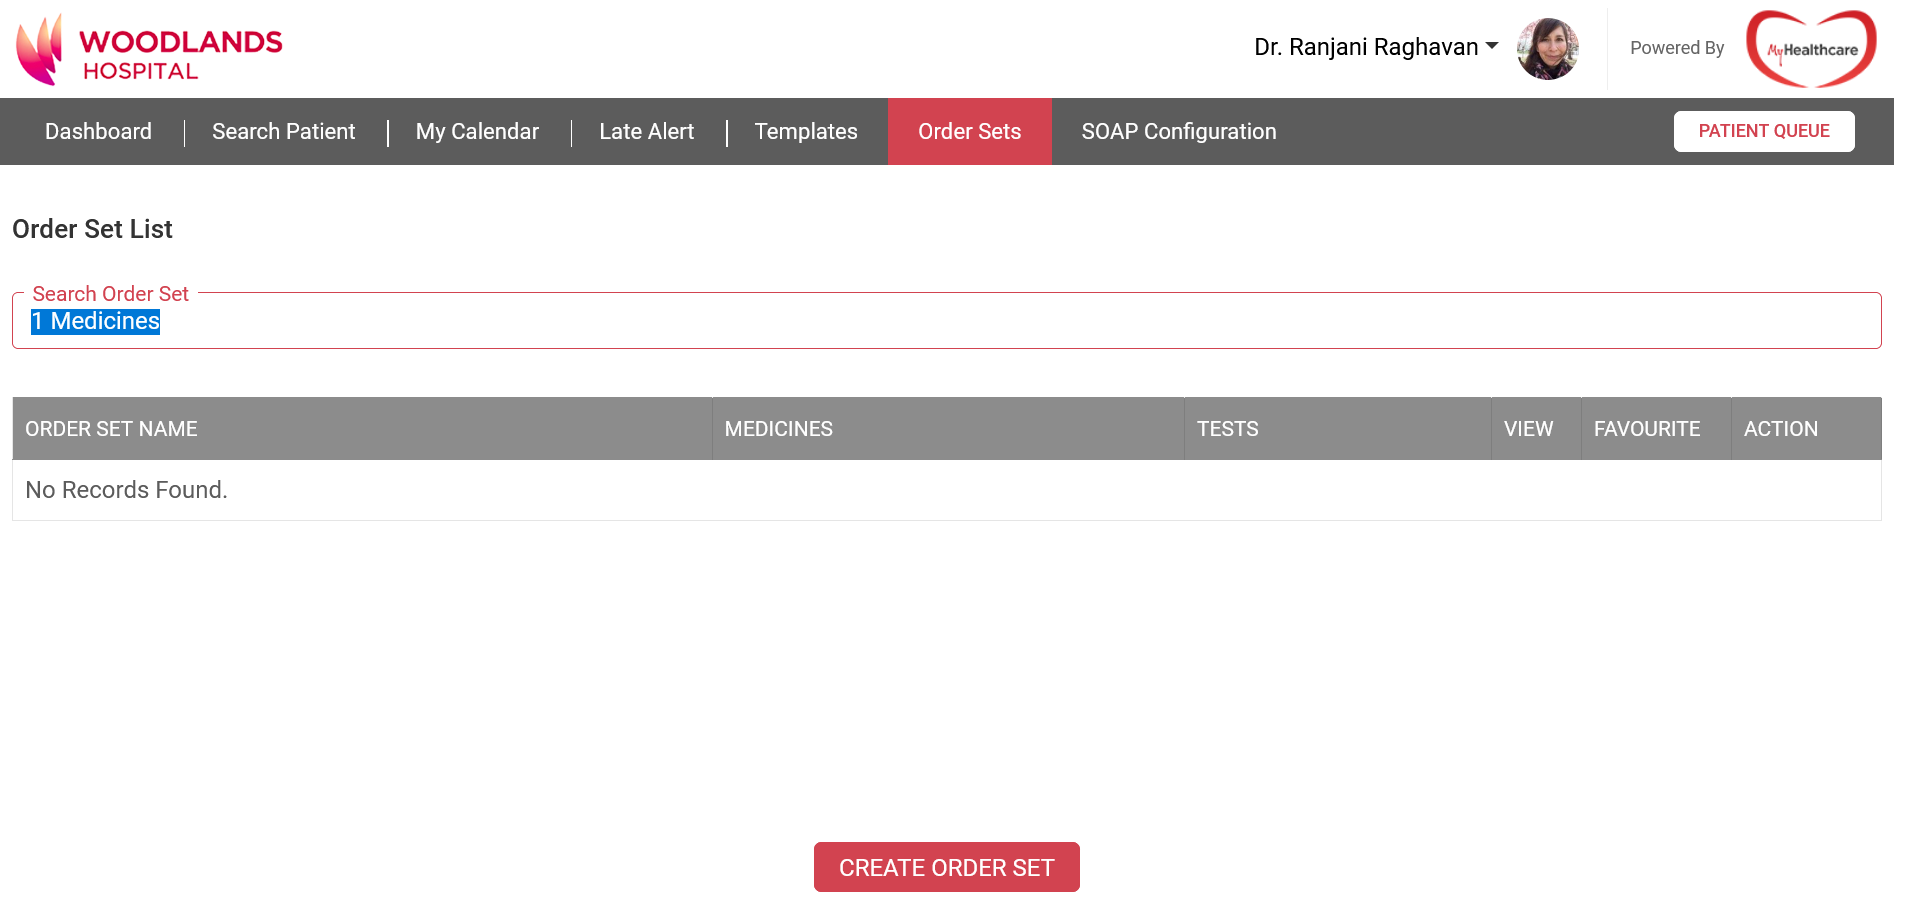 WOODLANDS
HOSPITAL
Dr. Ranjani Raghavan
Powered By
MyHealthcare
Dashboard
Search Patient
My Calendar
Late Alert
Templates
Order Sets
SOAP Configuration
PATIENT QUEUE
Order Set List
Search Order Set
1 Medicines
ORDER SET NAME
MEDICINES
TESTS
VIEW
FAVOURITE
ACTION
No Records Found.
CREATE ORDER SET